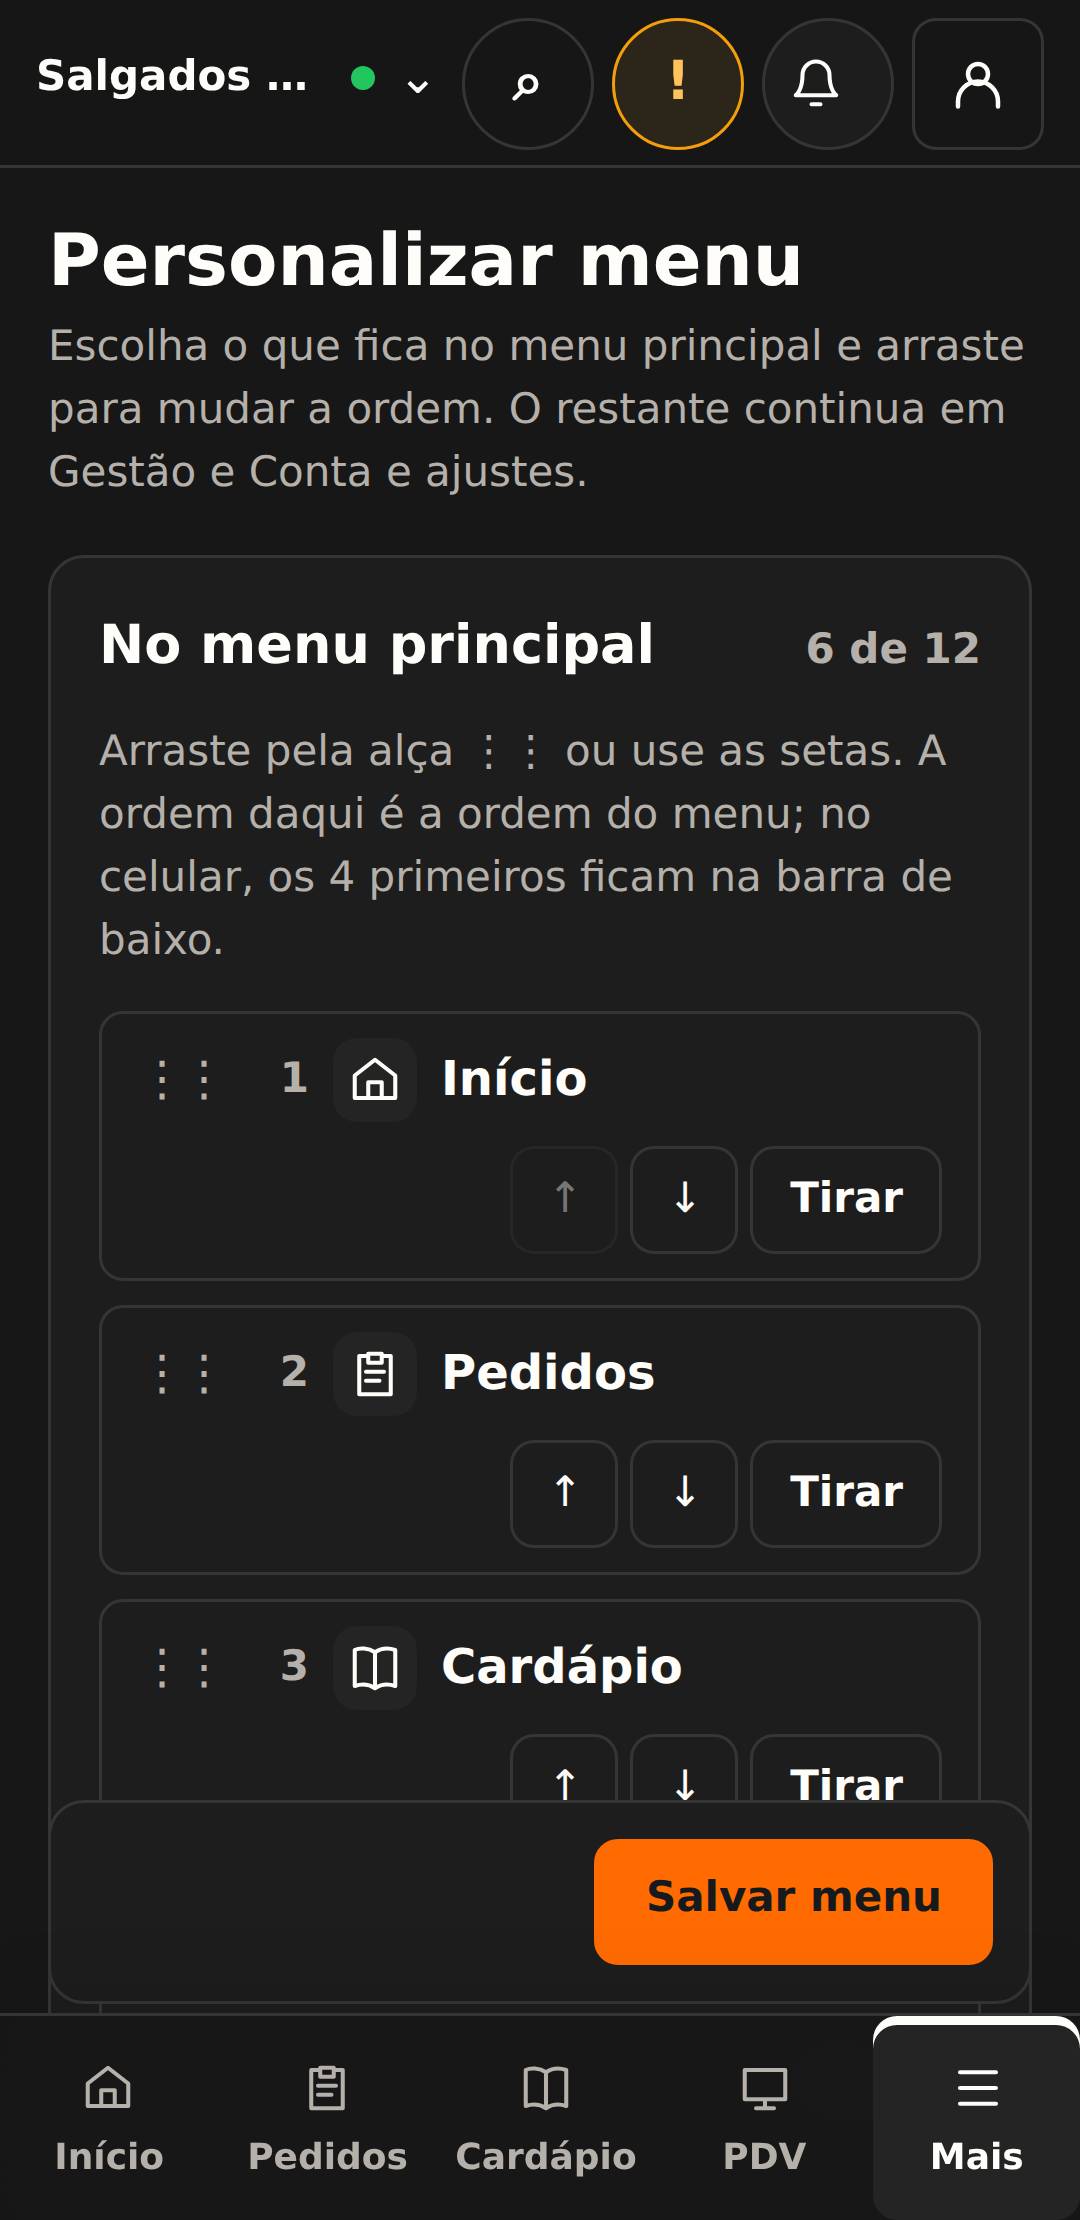 Salgados ...
!
Personalizar menu
Escolha o que fica no menu principal e arraste
para mudar a ordem. O restante continua em
Gestão e Conta e ajustes.
No menu principal
6 de 12
Arraste pela alça ⋮⋮ ou use as setas. A
ordem daqui é a ordem do menu; no
celular, os 4 primeiros ficam na barra de
baixo.
⋮⋮ 1 Início
↑ ↓ Tirar
⋮⋮ 2 Pedidos
↑ ↓ Tirar
⋮⋮ 3 Cardápio
↑ ↓ Tirar
Salvar menu
Início
Pedidos
Cardápio
PDV
Mais